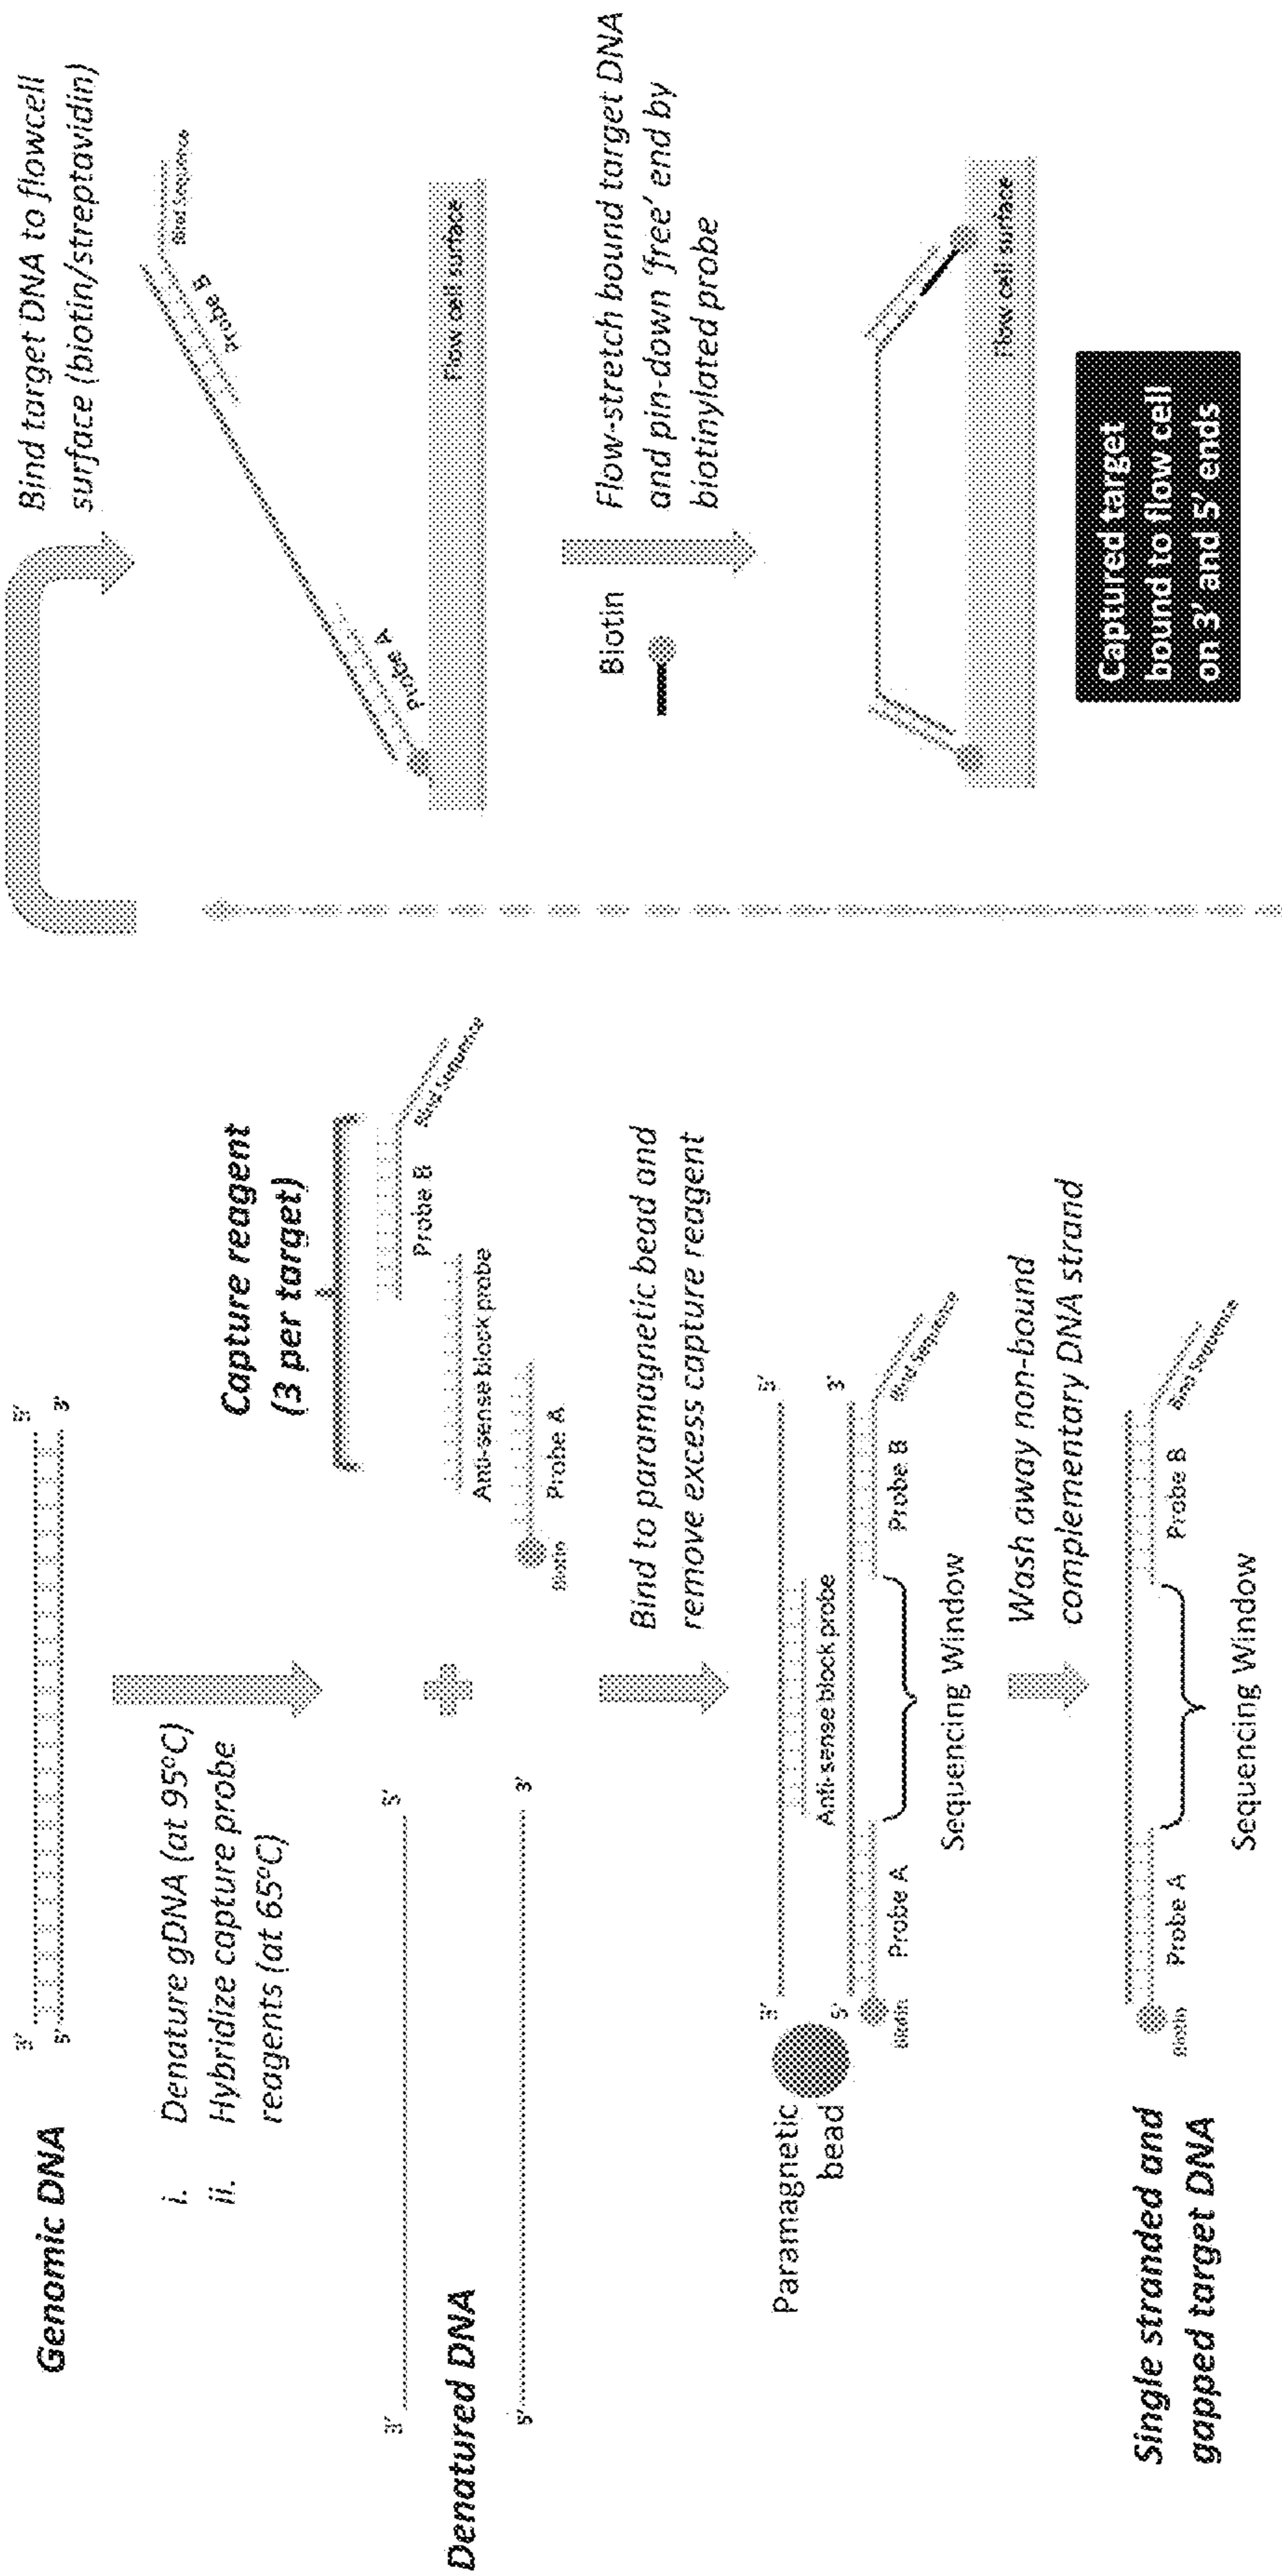 Genomic DNA
3'
5'
5'
3'
i. Denature gDNA (at 95°C)
ii. Hybridize capture probe
reagents (at 65°C)
Denatured DNA
3'
5'
5'
3'
Capture reagent
(3 per target)
Probe B
Bind Sequence
Anti-sense block probe
Probe A
Biotin
Bind to paramagnetic bead and
remove excess capture reagent
Paramagnetic
bead
3'
5'
Anti-sense block probe
5'
3'
Biotin
Probe A
Probe B
Bind Sequence
Sequencing Window
Wash away non-bound
complementary DNA strand
Single stranded and
gapped target DNA
Biotin
Probe A
Probe B
Bind Sequence
Sequencing Window
Bind target DNA to flowcell
surface (biotin/streptavidin)
Probe A
Probe B
Bind Sequence
Flow cell surface
Biotin
Flow-stretch bound target DNA
and pin-down 'free' end by
biotinylated probe
Flow cell surface
Captured target
bound to flow cell
on 3' and 5' ends